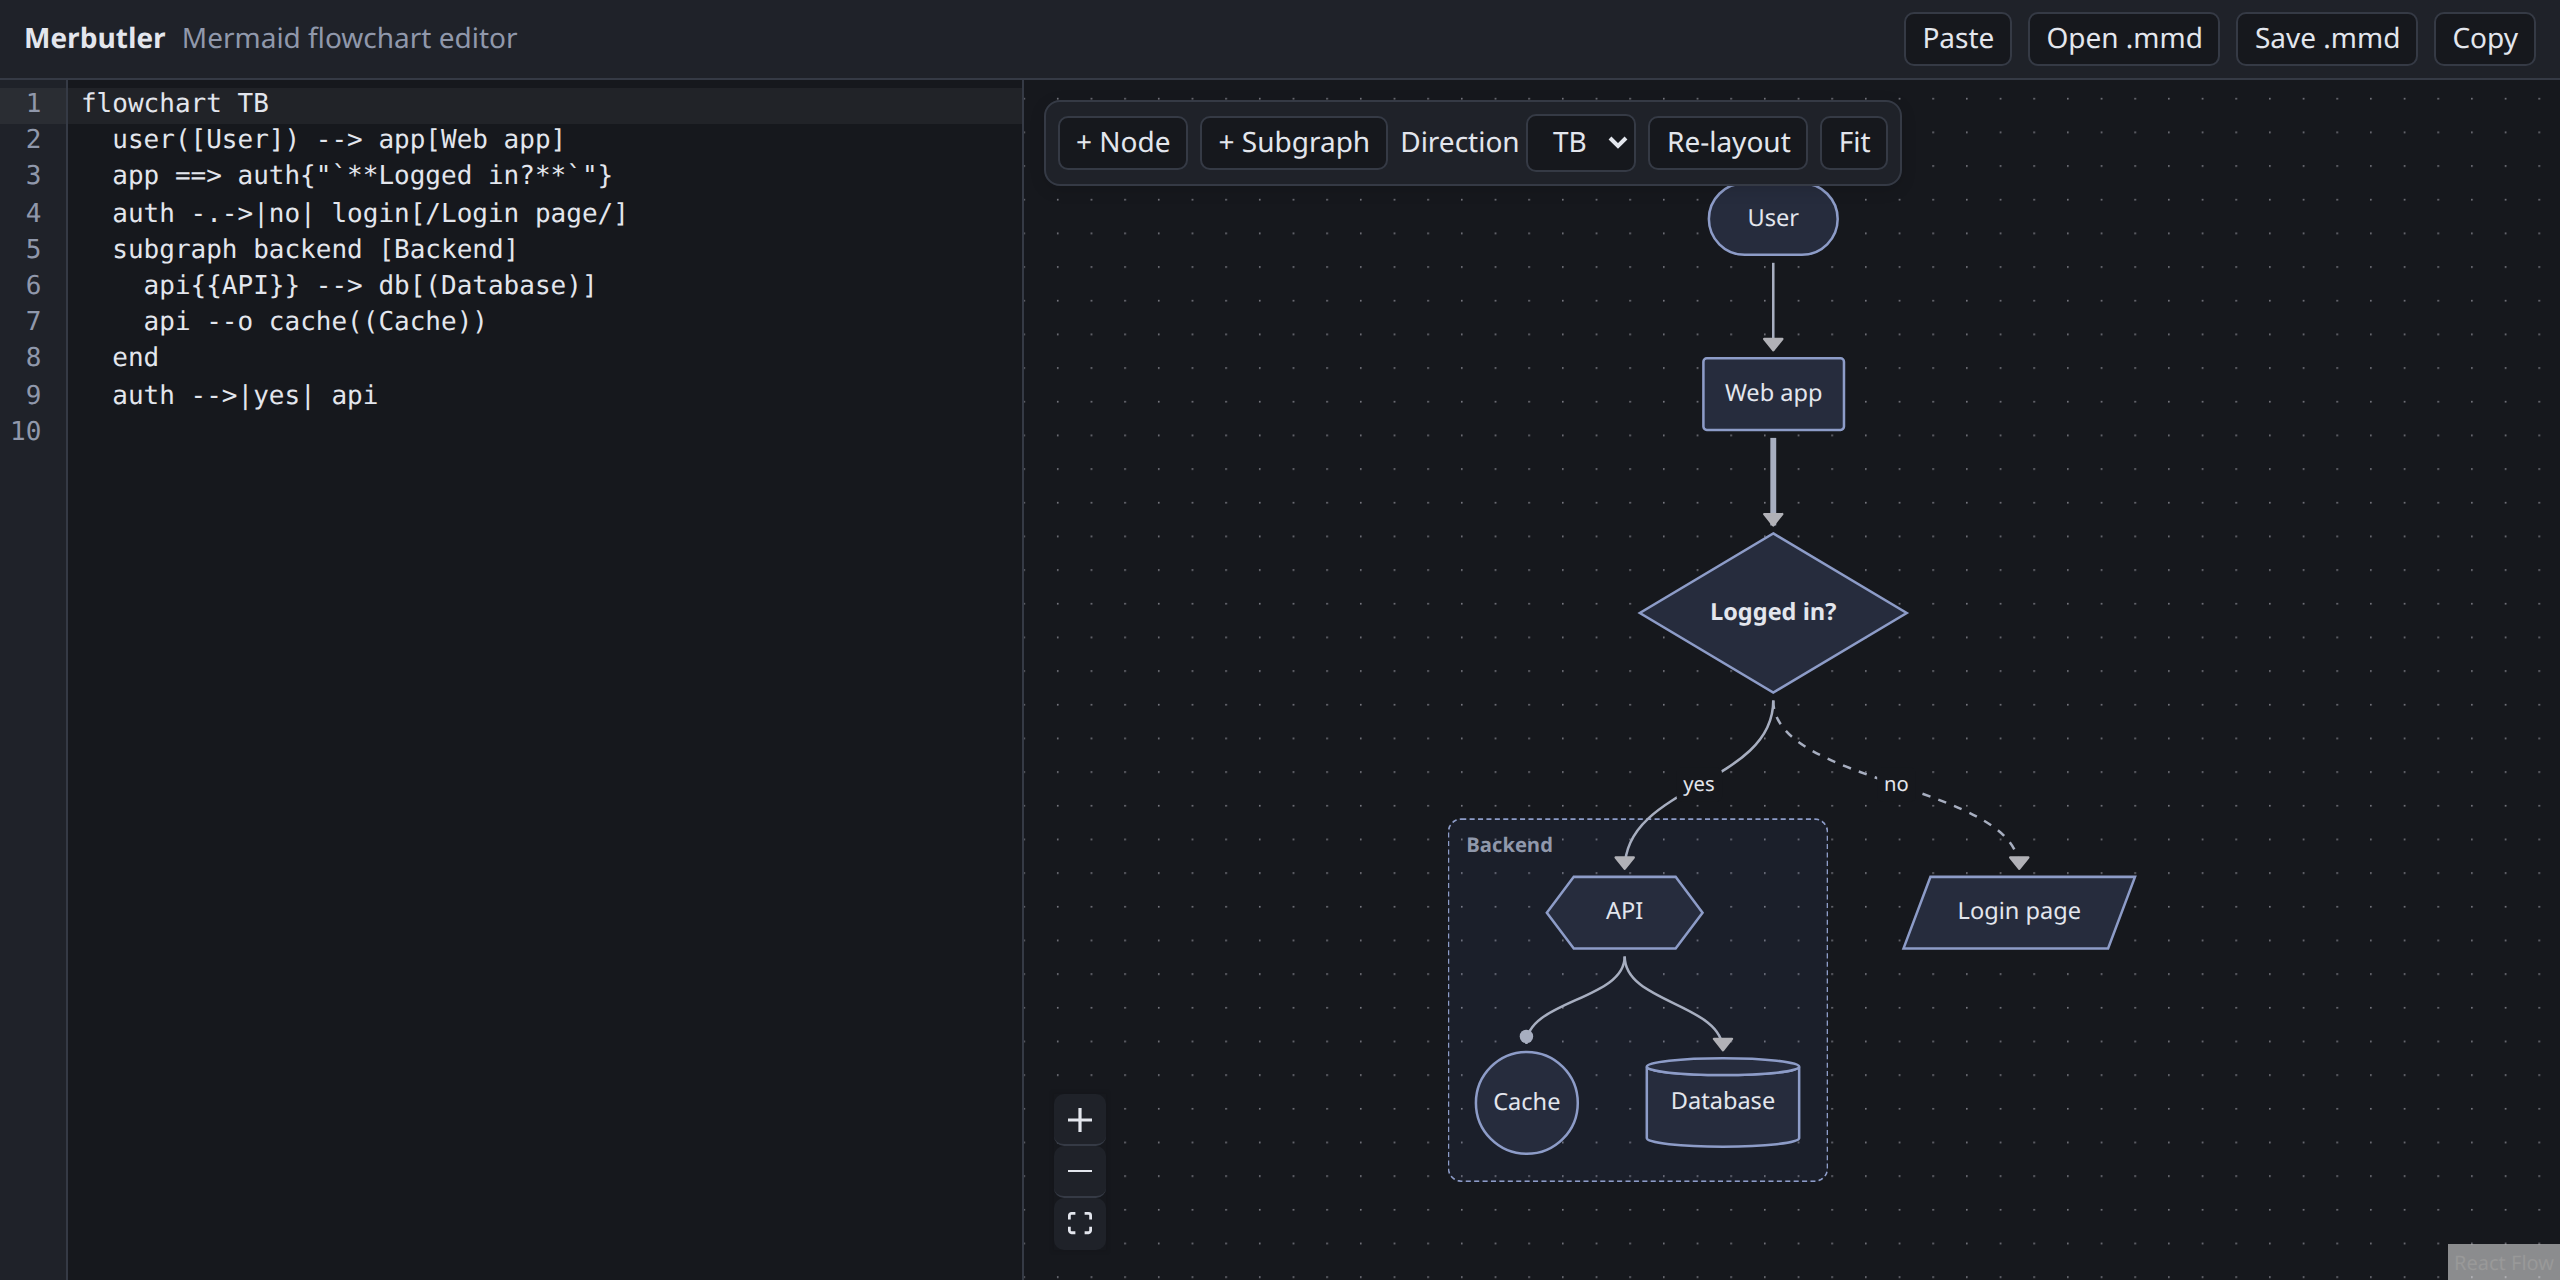 Merbutler Mermaid flowchart editor
Paste Open .mmd Save .mmd Copy
1 flowchart TB
2   user([User]) --> app[Web app]
3   app ==> auth{"`**Logged in?**`"}
4   auth -.->|no| login[/Login page/]
5   subgraph backend [Backend]
6     api{{API}} --> db[(Database)]
7     api --o cache((Cache))
8   end
9   auth -->|yes| api
10
+ Node + Subgraph Direction TB Re-layout Fit
User
Web app
Logged in?
yes no
Backend
API
Login page
Cache
Database
React Flow